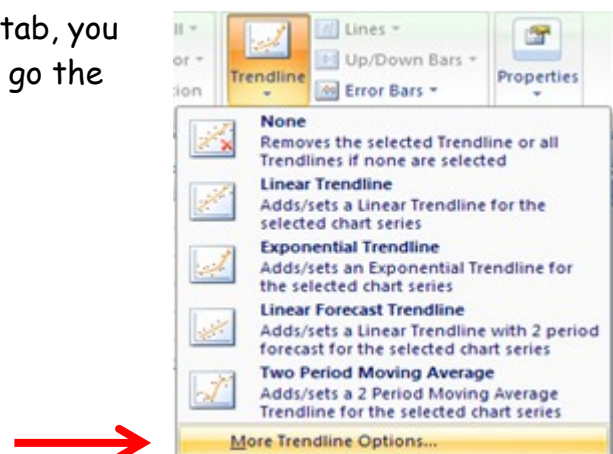 tab, you
go the
Lines
Up/Down Bars
Error Bars
Trendline
Properties
None
Removes the selected Trendline or all
Trendlines if none are selected
Linear Trendline
Adds/sets a Linear Trendline for the
selected chart series
Exponential Trendline
Adds/sets an Exponential Trendline for
the selected chart series
Linear Forecast Trendline
Adds/sets a Linear Trendline with 2 period
forecast for the selected chart series
Two Period Moving Average
Adds/sets a 2 Period Moving Average
Trendline for the selected chart series
More Trendline Options...